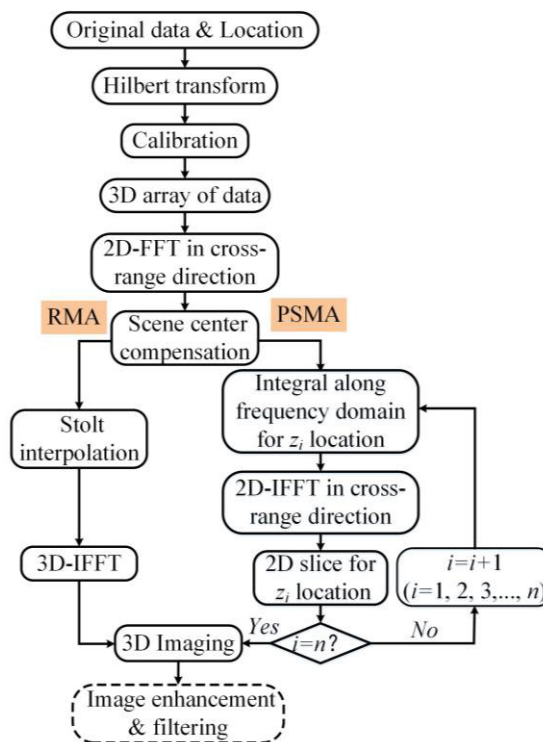 Original data & Location
Hilbert transform
Calibration
3D array of data
2D-FFT in cross-
range direction
RMA
PSMA
Scene center
compensation
Stolt
interpolation
3D-IFFT
Integral along
frequency domain
for zᵢ location
2D-IFFT in cross-
range direction
2D slice for
zᵢ location
i=i+1
(i=1, 2, 3,..., n)
i=n?
Yes
No
3D Imaging
Image enhancement
& filtering